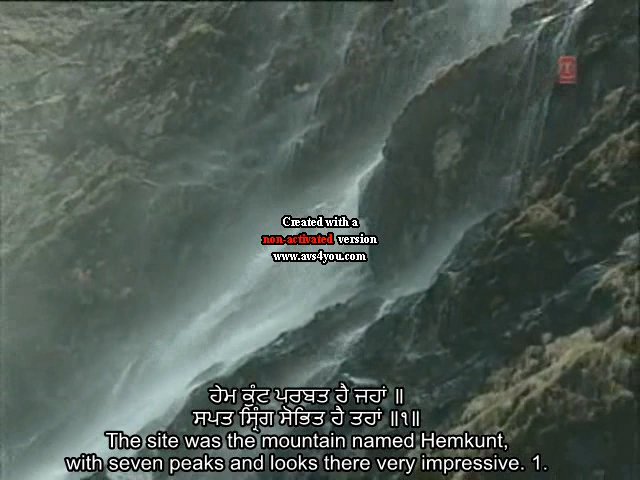 T
Created with a
non-activated version
www.avs4you.com
ਹੇਮ ਕੁੰਟ ਪਰਬਤ ਹੈ ਜਹਾਂ ॥
ਸਪਤ ਸ੍ਰਿੰਗ ਸੋਭਿਤ ਹੈ ਤਹਾਂ ॥੧॥
The site was the mountain named Hemkunt,
with seven peaks and looks there very impressive. 1.